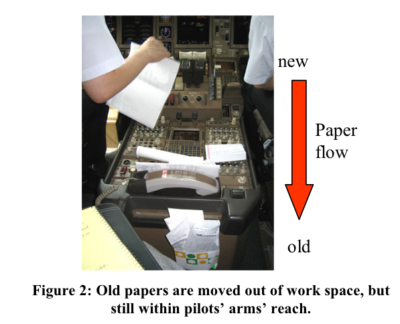 new
Paper
flow
old
Figure 2: Old papers are moved out of work space, but
still within pilots’ arms’ reach.